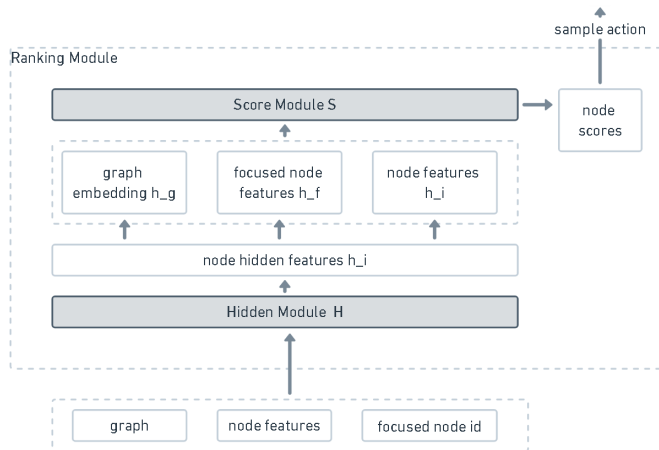 sample action
Ranking Module
Score Module S
node
scores
graph
embedding h_g
focused node
features h_f
node features
h_i
node hidden features h_i
Hidden Module H
graph
node features
focused node id